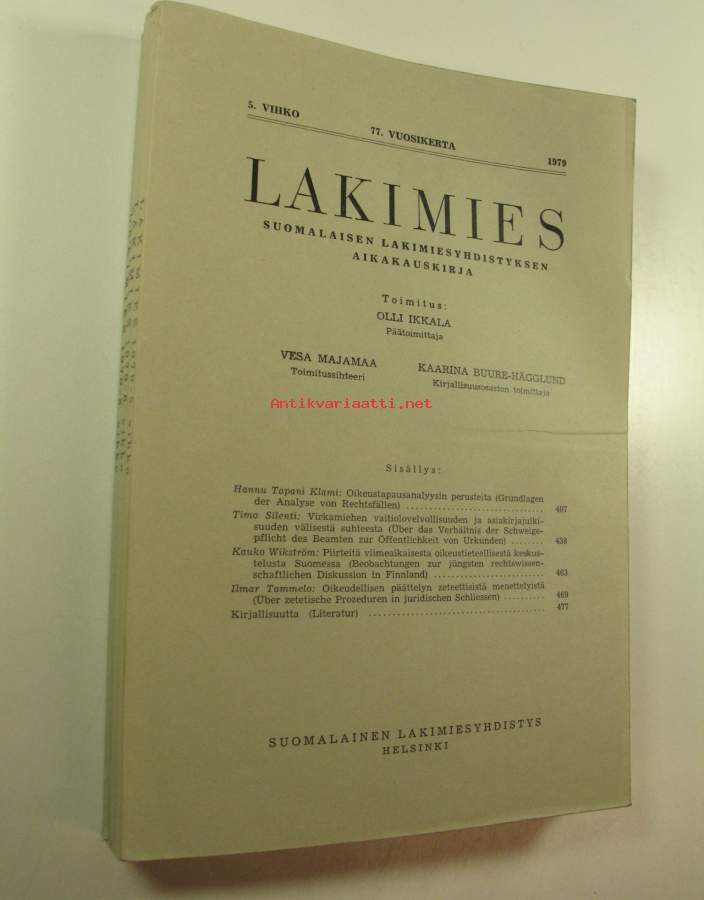 5. VIHKO 77. VUOSIKERTA 1979
LAKIMIES
SUOMALAISEN LAKIMIESYHDISTYKSEN
AIKAKAUSKIRJA
Toimitus:
OLLI IKKALA
Päätoimittaja
VESA MAJAMAA KAARINA BUURE-HÄGGLUND
Toimitussihteeri Kirjallisuusosaston toimittaja
Antikvariaatti.net
Sisällys:
Hannu Tapani Klami: Oikeustapausanalyysin perusteita (Grundlagen
der Analyse von Rechtsfällen) 407
Timo Silenti: Virkamiehen vaitiolovelvollisuuden ja asiakirjajulki-
suuden välisestä suhteesta (Über das Verhältnis der Schweige-
pflicht des Beamten zur Öffentlichkeit von Urkunden) 438
Kauko Wikström: Piirteitä viimeaikaisesta oikeustieteellisestä keskus-
telusta Suomessa (Beobachtungen zur jüngsten rechtswissen-
schaftlichen Diskussion in Finnland) 463
Ilmar Tammelo: Oikeudellisen päättelyn zeteettisistä menettelyistä
(Über zetetische Prozeduren in juridischen Schliessen) 469
Kirjallisuutta (Literatur) 477
SUOMALAINEN LAKIMIESYHDISTYS
HELSINKI